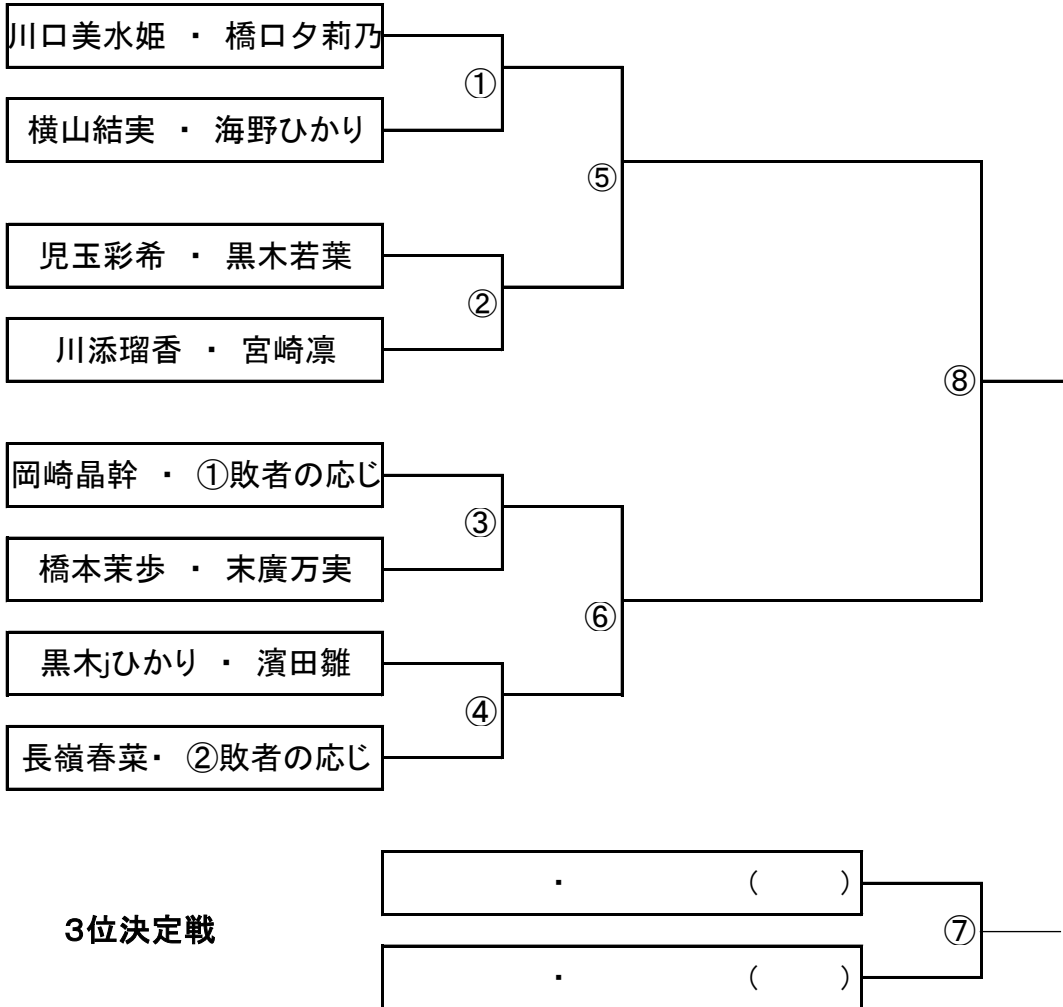 川口美水姫 ・ 橋口夕莉乃
①
横山結実 ・ 海野ひかり
⑤
児玉彩希 ・ 黒木若葉
②
川添瑠香 ・ 宮崎凛
⑧
岡崎晶幹 ・ ①敗者の応じ
③
橋本茉歩 ・ 末廣万実
⑥
黒木jひかり ・ 濱田雛
④
長嶺春菜・ ②敗者の応じ
・ ( )
3位決定戦
⑦
・ ( )